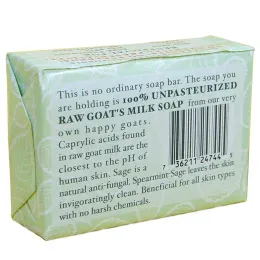 This is no ordinary soap bar. The soap you
are holding is 100% UNPASTEURIZED
RAW GOAT'S MILK SOAP from our very
own happy goats.
Caprylic acids found
in raw goat milk are the
closest to the pH of
human skin. Sage is a
natural anti-fungal. Spearmint Sage leaves the skin
invigoratingly clean. Beneficial for all skin types
with no harsh chemicals.
7 36211 24744